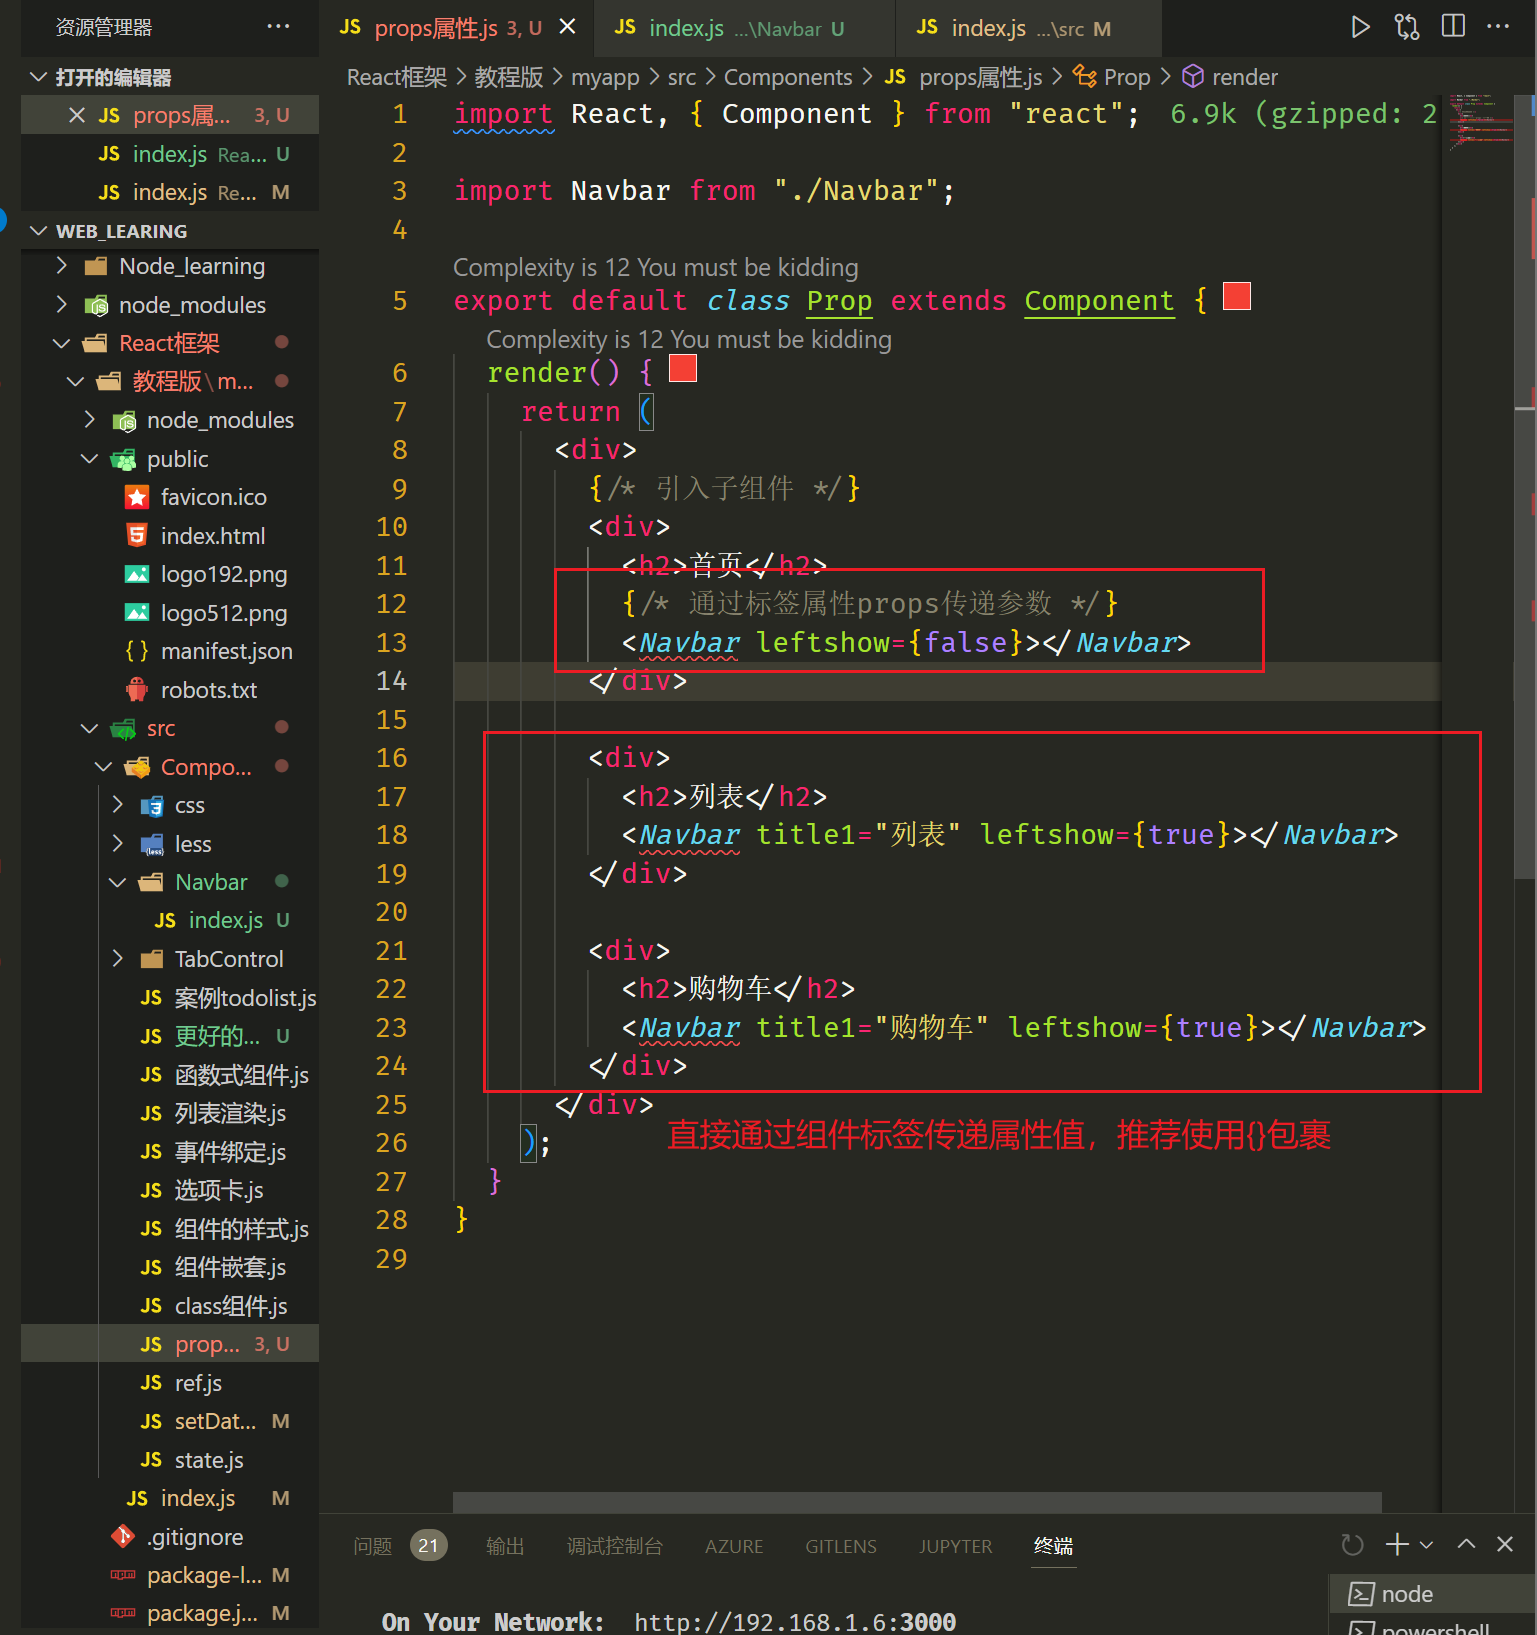 资源管理器 ···
打开的编辑器
JS props属... 3, U
JS index.js Rea... U
JS index.js Re... M
WEB_LEARING
Node_learning
node_modules
React框架
教程版\m...
node_modules
public
favicon.ico
index.html
logo192.png
logo512.png
manifest.json
robots.txt
src
Compo...
css
less
Navbar
JS index.js U
TabControl
JS 案例todolist.js
JS 更好的... U
JS 函数式组件.js
JS 列表渲染.js
JS 事件绑定.js
JS 选项卡.js
JS 组件的样式.js
JS 组件嵌套.js
JS class组件.js
JS prop... 3, U
JS ref.js
JS setDat... M
JS state.js
JS index.js M
.gitignore
package-l... M
package.j... M
JS props属性.js 3, U JS index.js ...\Navbar U JS index.js ...\src M
React框架 > 教程版 > myapp > src > Components > JS props属性.js > Prop > render
1 import React, { Component } from "react"; 6.9k (gzipped: 2
2
3 import Navbar from "./Navbar";
4
Complexity is 12 You must be kidding
5 export default class Prop extends Component {
Complexity is 12 You must be kidding
6 render() {
7 return (
8 <div>
9 {/* 引入子组件 */}
10 <div>
11 <h2>首页</h2>
12 {/* 通过标签属性props传递参数 */}
13 <Navbar leftshow={false}></Navbar>
14 </div>
15
16 <div>
17 <h2>列表</h2>
18 <Navbar title1="列表" leftshow={true}></Navbar>
19 </div>
20
21 <div>
22 <h2>购物车</h2>
23 <Navbar title1="购物车" leftshow={true}></Navbar>
24 </div>
25 </div>
26 );
直接通过组件标签传递属性值，推荐使用{}包裹
27 }
28 }
29
问题 21 输出 调试控制台 AZURE GITLENS JUPYTER 终端
On Your Network: http://192.168.1.6:3000
node
powershell